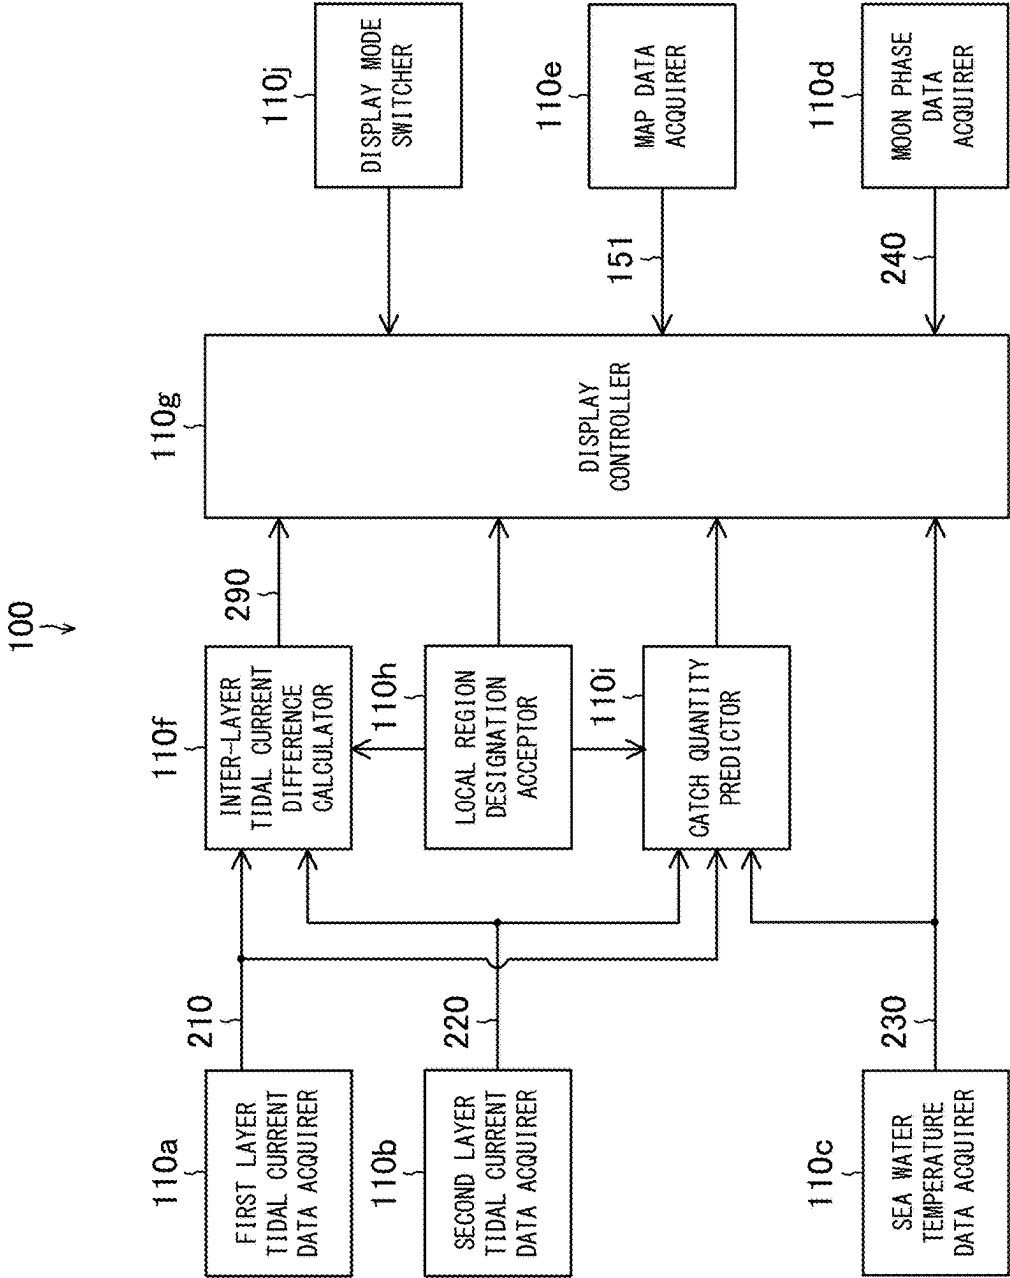 100
110a
FIRST LAYER
TIDAL CURRENT
DATA ACQUIRER
210
110f
INTER-LAYER
TIDAL CURRENT
DIFFERENCE
CALCULATOR
290
110g
DISPLAY
CONTROLLER
110j
DISPLAY MODE
SWITCHER
110b
SECOND LAYER
TIDAL CURRENT
DATA ACQUIRER
220
110h
LOCAL REGION
DESIGNATION
ACCEPTOR
151
110e
MAP DATA
ACQUIRER
110i
CATCH QUANTITY
PREDICTOR
110c
SEA WATER
TEMPERATURE
DATA ACQUIRER
230
240
110d
MOON PHASE
DATA
ACQUIRER